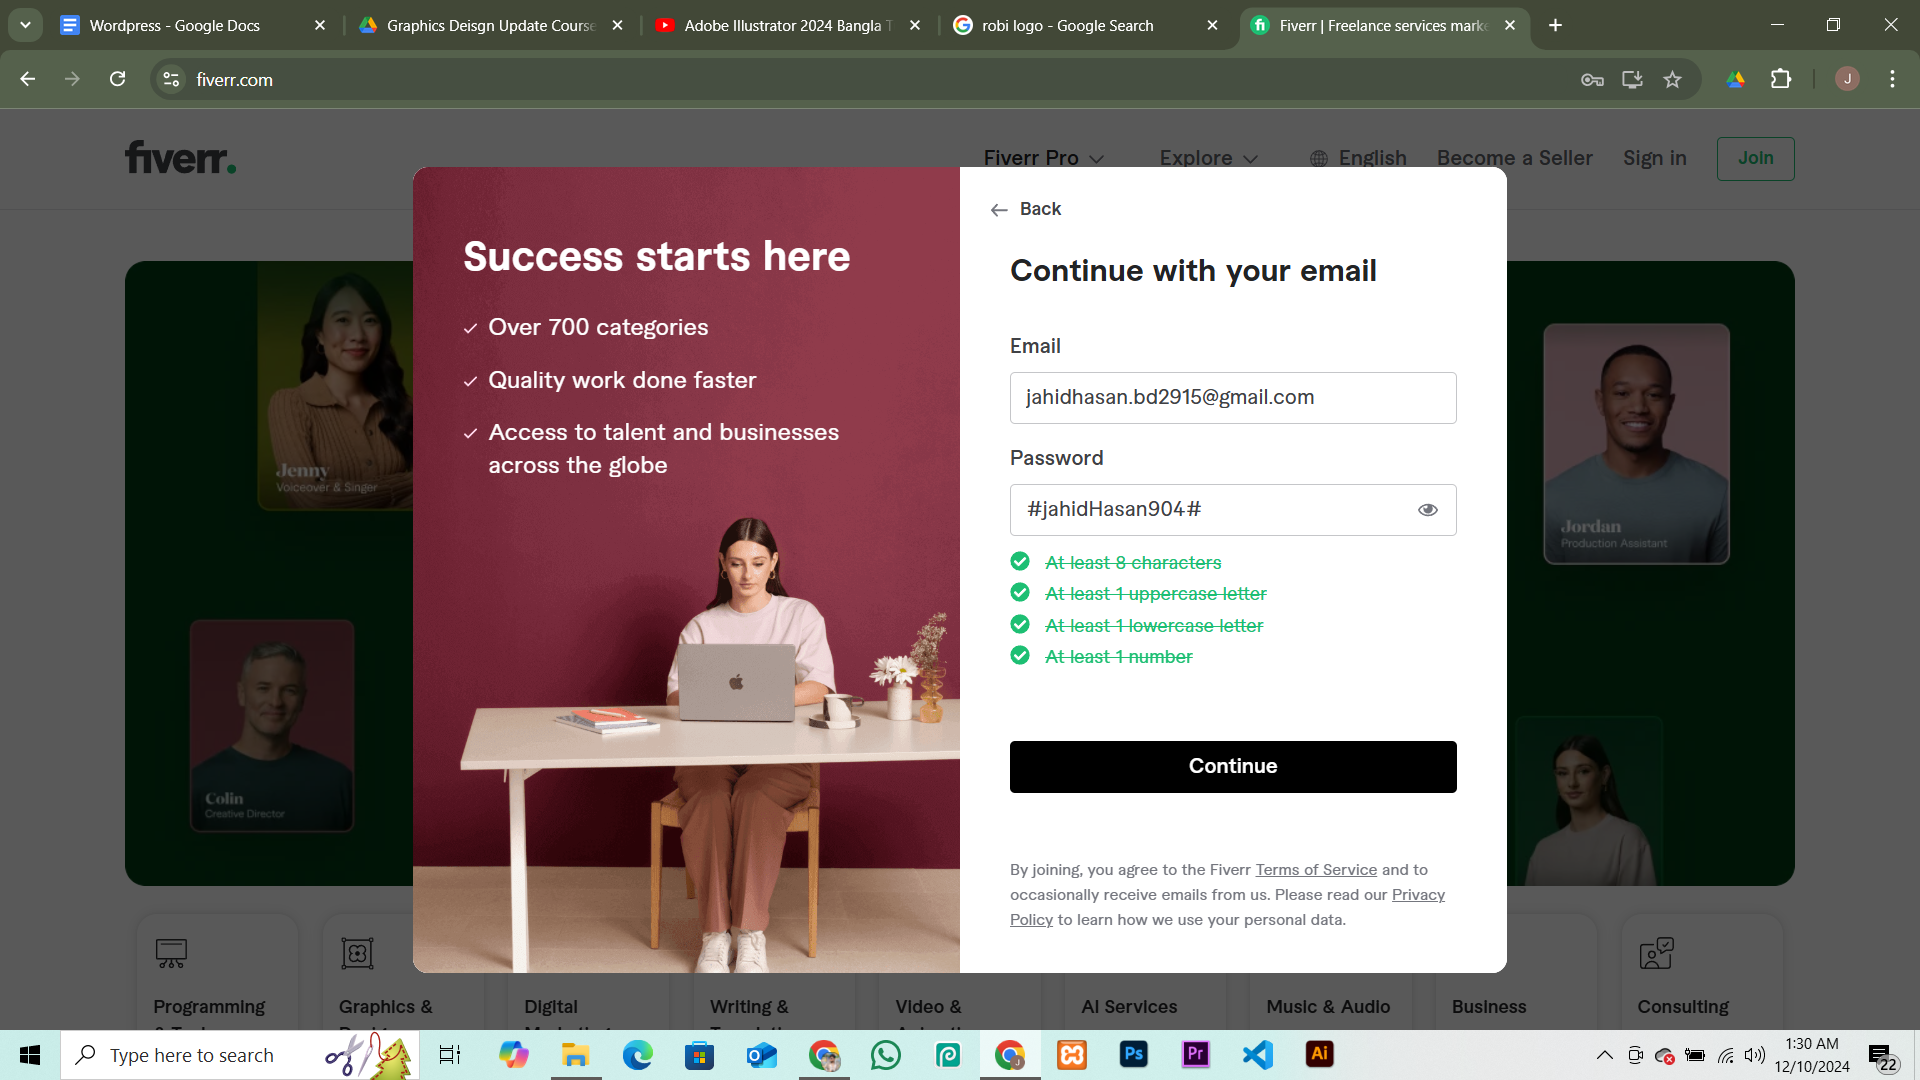 Wordpress - Google Docs
Graphics Deisgn Update Course
Adobe Illustrator 2024 Bangla T
robi logo - Google Search
Fiverr | Freelance services marke
fiverr.com
J
fiverr.
Fiverr Pro
Explore
English
Become a Seller
Sign in
Join
Success starts here
Over 700 categories
Quality work done faster
Access to talent and businesses
across the globe
Back
Continue with your email
Email
jahidhasan.bd2915@gmail.com
Password
#jahidHasan904#
At least 8 characters
At least 1 uppercase letter
At least 1 lowercase letter
At least 1 number
Continue
By joining, you agree to the Fiverr Terms of Service and to
occasionally receive emails from us. Please read our Privacy
Policy to learn how we use your personal data.
Jenny
Voiceover & Singer
Jordan
Production Assistant
Colin
Creative Director
Programming
Graphics &
Digital
Writing &
Video &
AI Services
Music & Audio
Business
Consulting
Type here to search
Ps
Pr
Ai
1:30 AM
12/10/2024
22